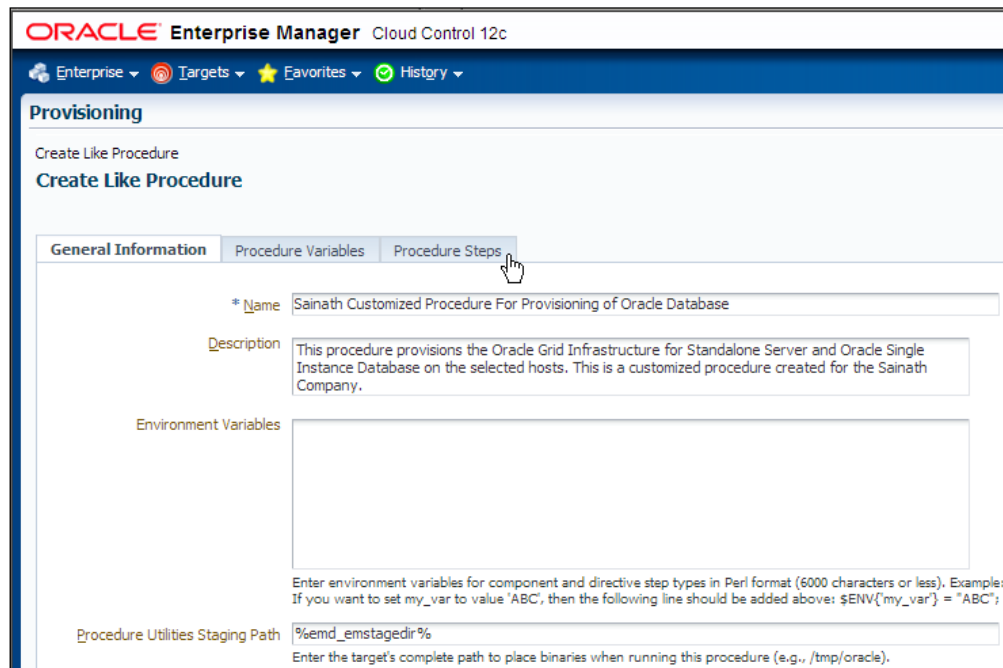 ORACLE Enterprise Manager Cloud Control 12c
Enterprise Targets Favorites History
Provisioning
Create Like Procedure
Create Like Procedure
General Information Procedure Variables Procedure Steps
* Name Sainath Customized Procedure For Provisioning of Oracle Database
Description This procedure provisions the Oracle Grid Infrastructure for Standalone Server and Oracle Single
Instance Database on the selected hosts. This is a customized procedure created for the Sainath
Company.
Environment Variables
Enter environment variables for component and directive step types in Perl format (6000 characters or less). Example:
If you want to set my_var to value 'ABC', then the following line should be added above: $ENV{'my_var'} = "ABC";
Procedure Utilities Staging Path %emd_emstagedir%
Enter the target's complete path to place binaries when running this procedure (e.g., /tmp/oracle).